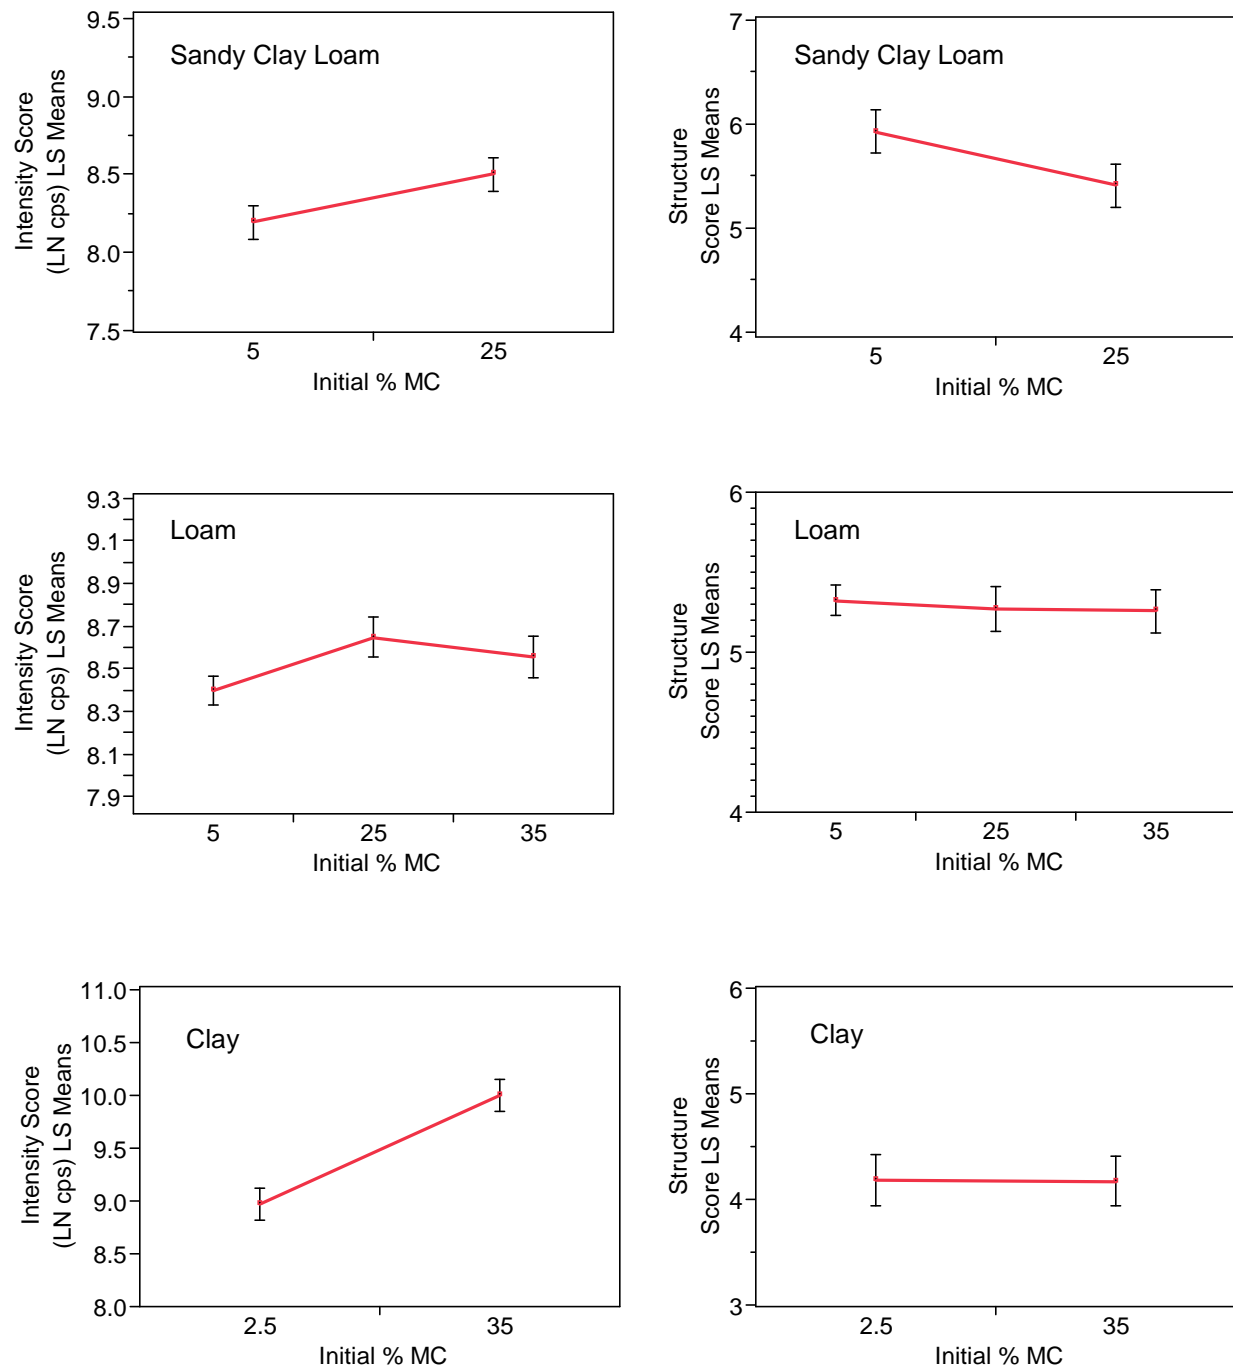 Sandy Clay Loam
Intensity Score
(LN cps) LS Means
9.5
9.0
8.5
8.0
7.5
5 25
Initial % MC
Sandy Clay Loam
Structure
Score LS Means
7
6
5
4
5 25
Initial % MC
Loam
Intensity Score
(LN cps) LS Means
9.3
9.1
8.9
8.7
8.5
8.3
8.1
7.9
5 25 35
Initial % MC
Loam
Structure
Score LS Means
6
5
4
5 25 35
Initial % MC
Clay
Intensity Score
(LN cps) LS Means
11.0
10.5
10.0
9.5
9.0
8.5
8.0
2.5 35
Initial % MC
Clay
Structure
Score LS Means
6
5
4
3
2.5 35
Initial % MC